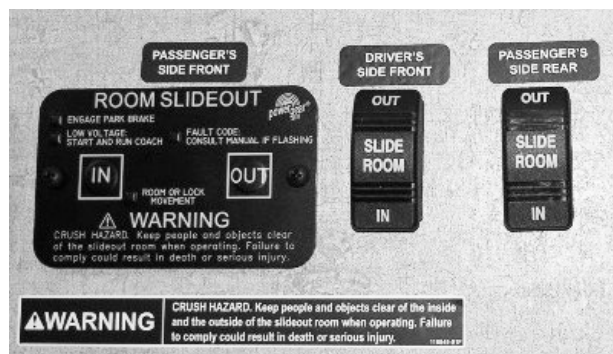 PASSENGER'S
SIDE FRONT
ROOM SLIDEOUT
power gear
ENGAGE PARK BRAKE
LOW VOLTAGE:
START AND RUN COACH
FAULT CODE:
CONSULT MANUAL IF FLASHING
IN
OUT
ROOM OR LOCK
MOVEMENT
⚠ WARNING
CRUSH HAZARD. Keep people and objects clear
of the slideout room when operating. Failure to
comply could result in death or serious injury.
DRIVER'S
SIDE FRONT
OUT
SLIDE
ROOM
IN
PASSENGER'S
SIDE REAR
OUT
SLIDE
ROOM
IN
⚠WARNING
CRUSH HAZARD. Keep people and objects clear of the inside
and the outside of the slideout room when operating. Failure
to comply could result in death or serious injury.